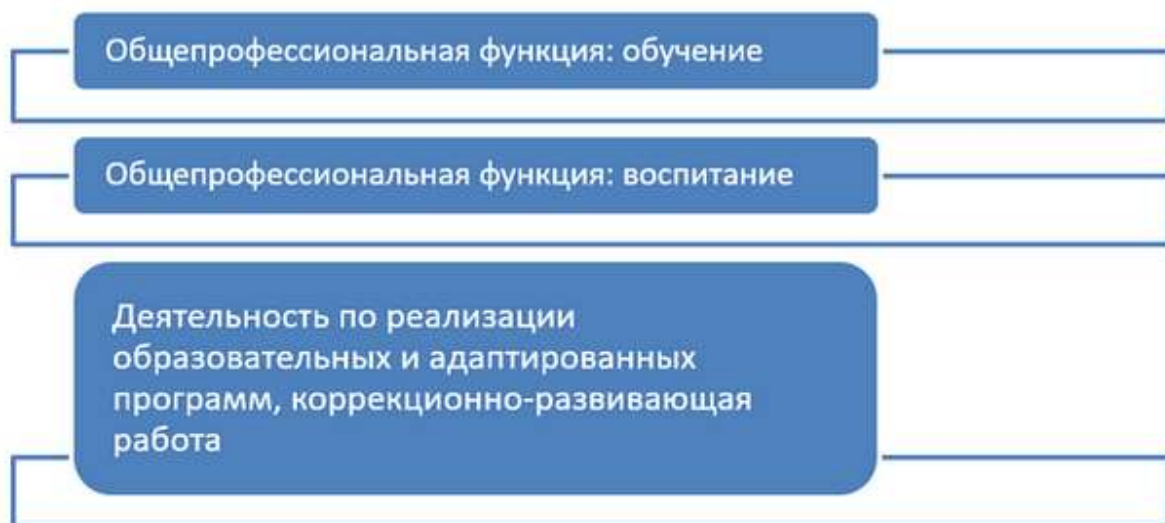 Общепрофессиональная функция: обучение
Общепрофессиональная функция: воспитание
Деятельность по реализации
образовательных и адаптированных
программ, коррекционно-развивающая
работа